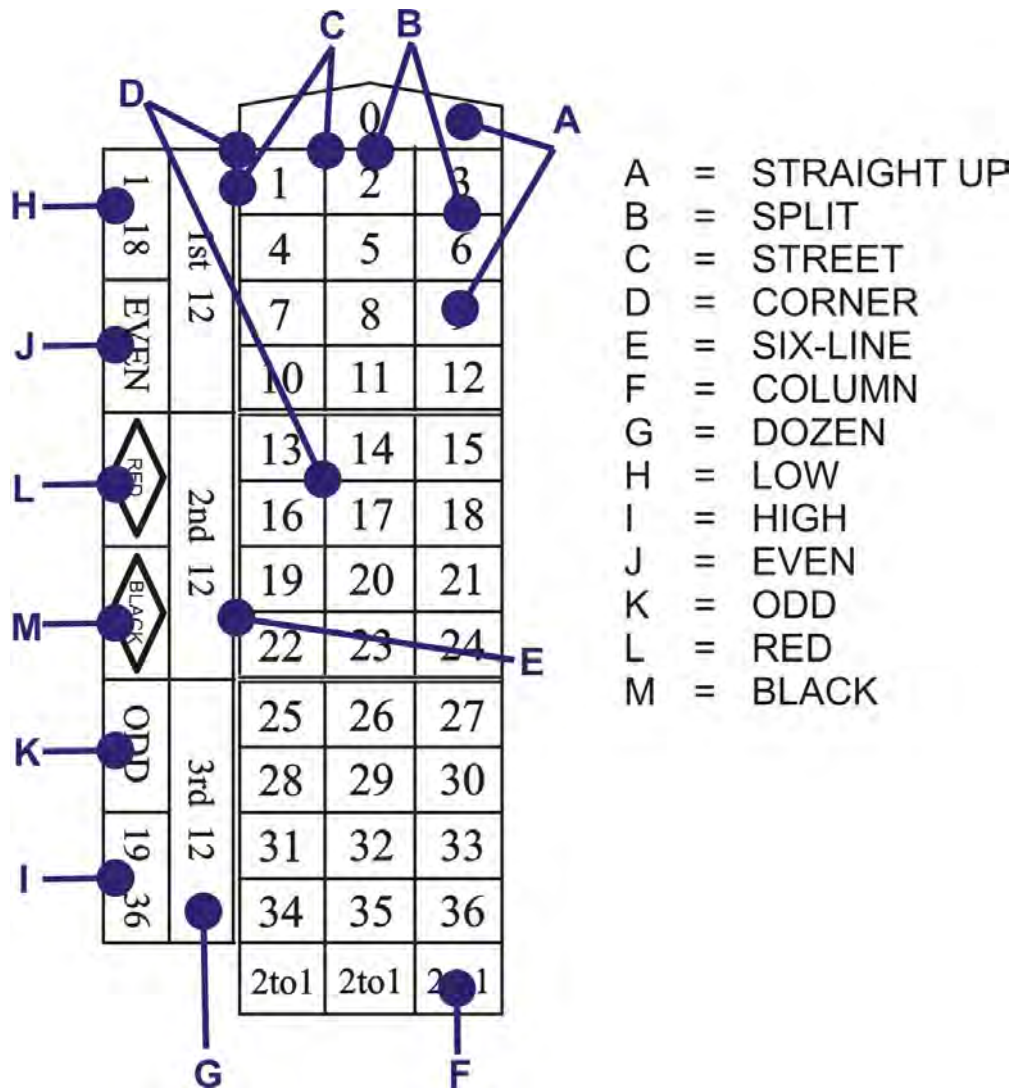 C
B
D
A
0
1 2 3
4 5 6
7 8
10 11 12
13 14 15
16 17 18
19 20 21
22 23 24
25 26 27
28 29 30
31 32 33
34 35 36
2to1 2to1
1st 12
2nd 12
3rd 12
H
1 18
J
EVEN
L
RED
M
BLACK
K
ODD
I
19 36
E
G
F
A = STRAIGHT UP
B = SPLIT
C = STREET
D = CORNER
E = SIX-LINE
F = COLUMN
G = DOZEN
H = LOW
I = HIGH
J = EVEN
K = ODD
L = RED
M = BLACK